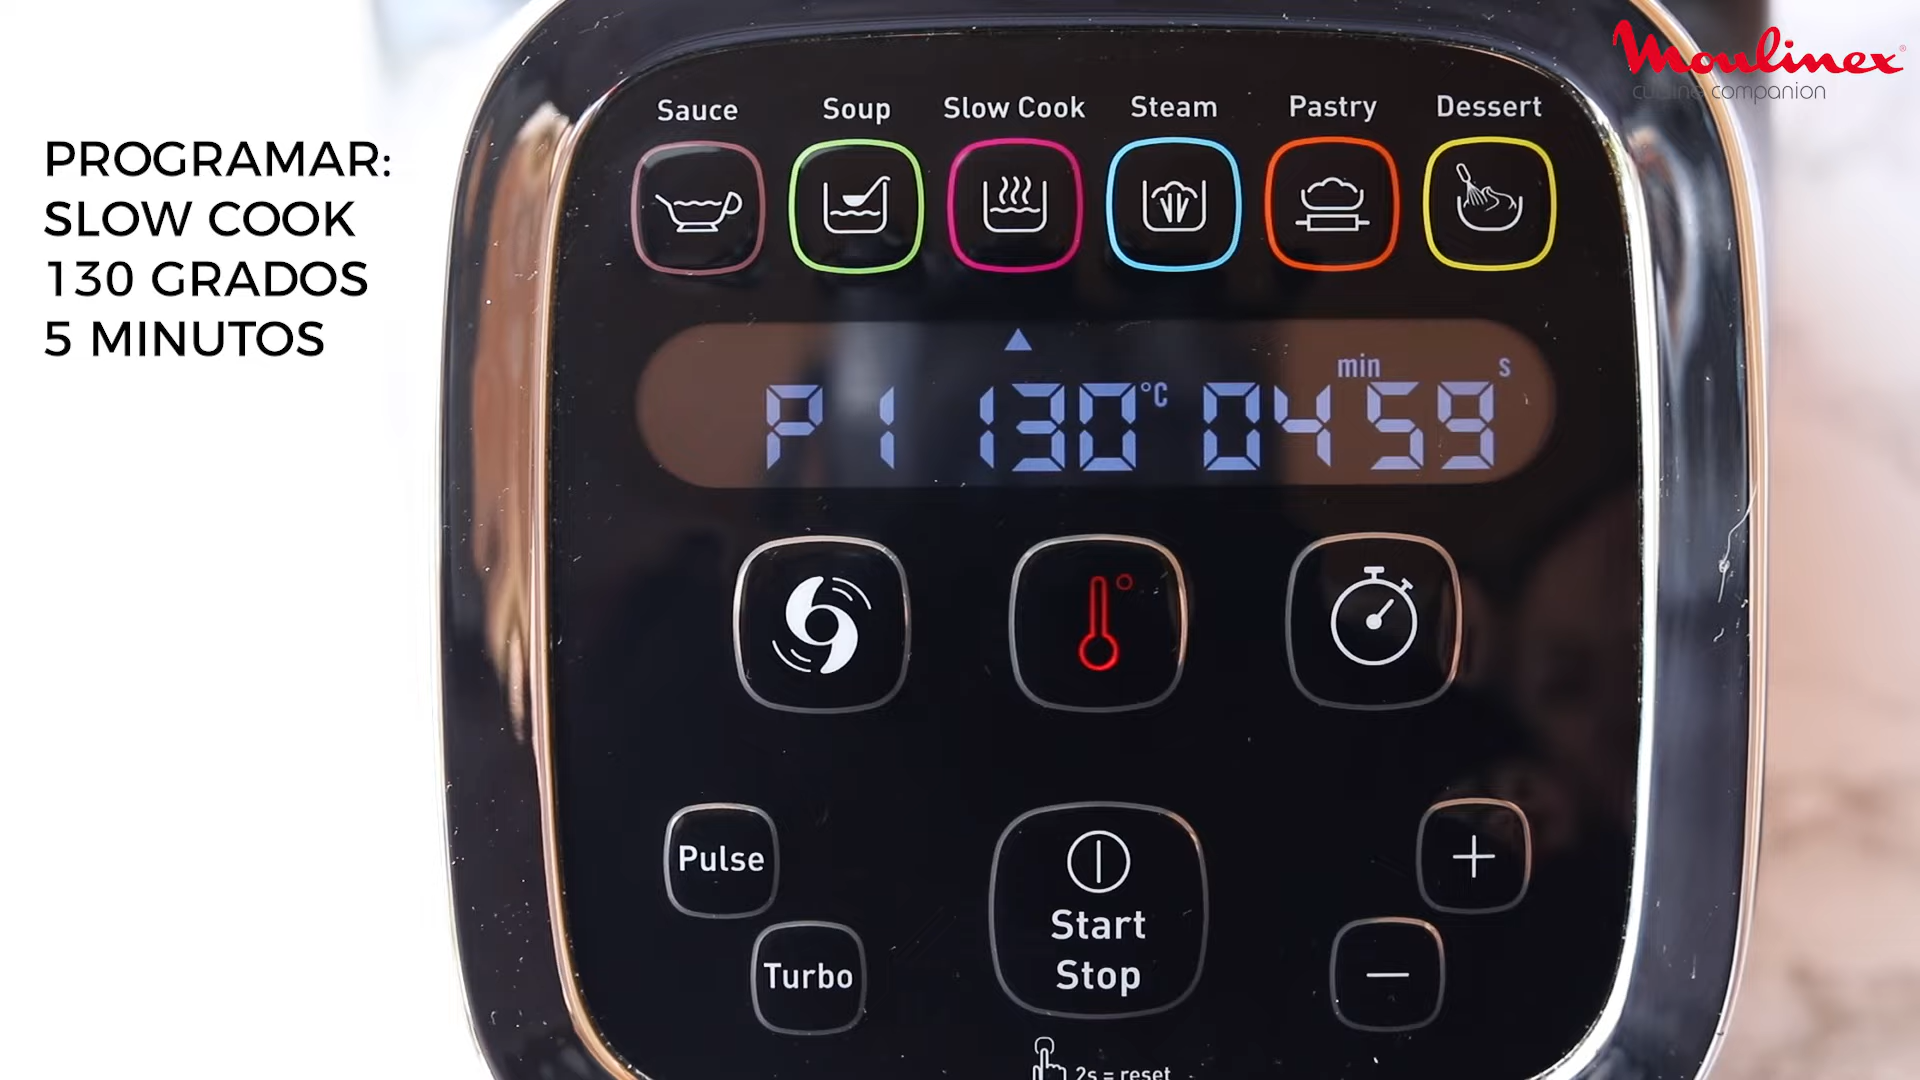 Moulinex
cuisine companion
PROGRAMAR:
SLOW COOK
130 GRADOS
5 MINUTOS
Sauce
Soup
Slow Cook
Steam
Pastry
Dessert
min s
P1 130°C 04 59
Pulse
Turbo
Start
Stop
2s = reset